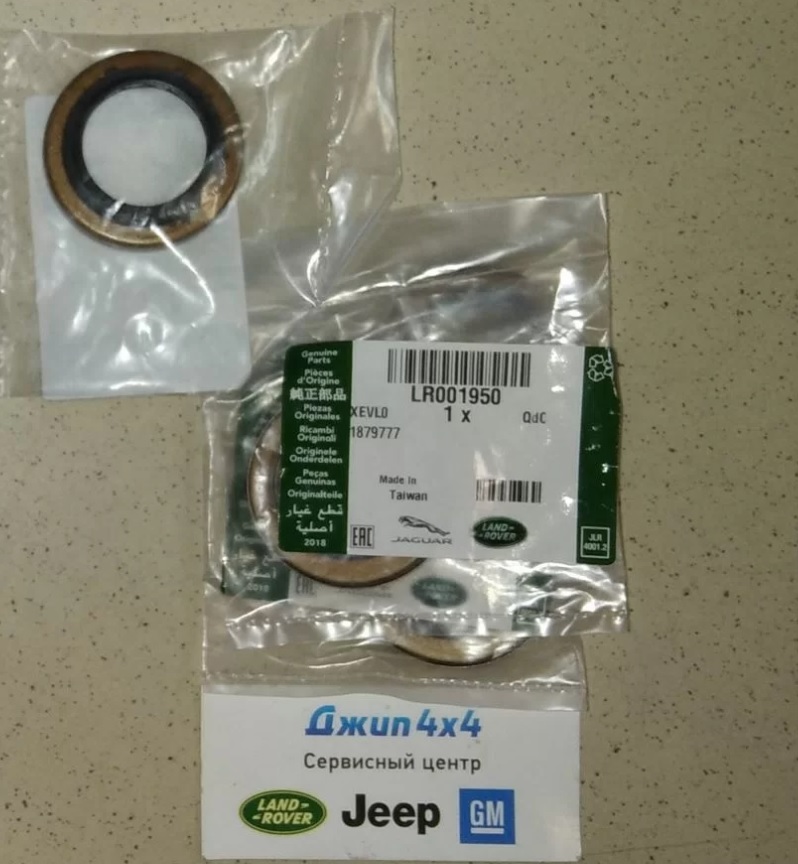 Genuine
Parts
Pièces
d'Origine
純正部品
Piezas
Originales
Ricambi
Originali
Originele
Onderdelen
Peças
Genuinas
Originalteile
قطع غيار
أصلية
2018
LR001950
XEVL0
1 x
QdC
1879777
Made In
Taiwan
EAC
JAGUAR
LAND-
-ROVER
JLR
4001.2
Джип 4x4
Сервисный центр
LAND-
-ROVER
Jeep
GM